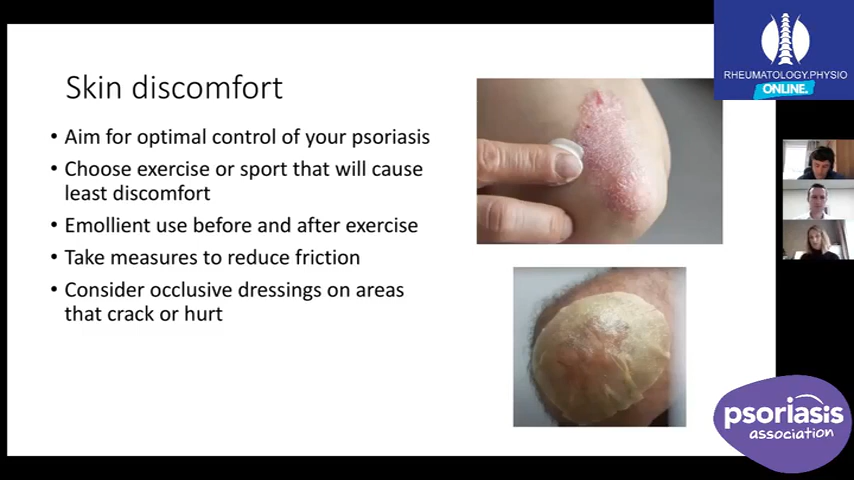 Skin discomfort
• Aim for optimal control of your psoriasis
• Choose exercise or sport that will cause
least discomfort
• Emollient use before and after exercise
• Take measures to reduce friction
• Consider occlusive dressings on areas
that crack or hurt
RHEUMATOLOGY.PHYSIO
ONLINE.
psoriasis
association